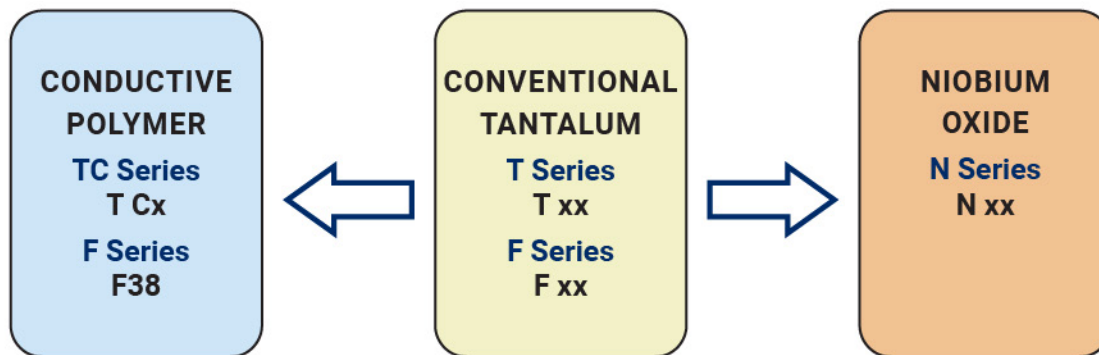 CONDUCTIVE
POLYMER
TC Series
T Cx
F Series
F38
CONVENTIONAL
TANTALUM
T Series
T xx
F Series
F xx
NIOBIUM
OXIDE
N Series
N xx